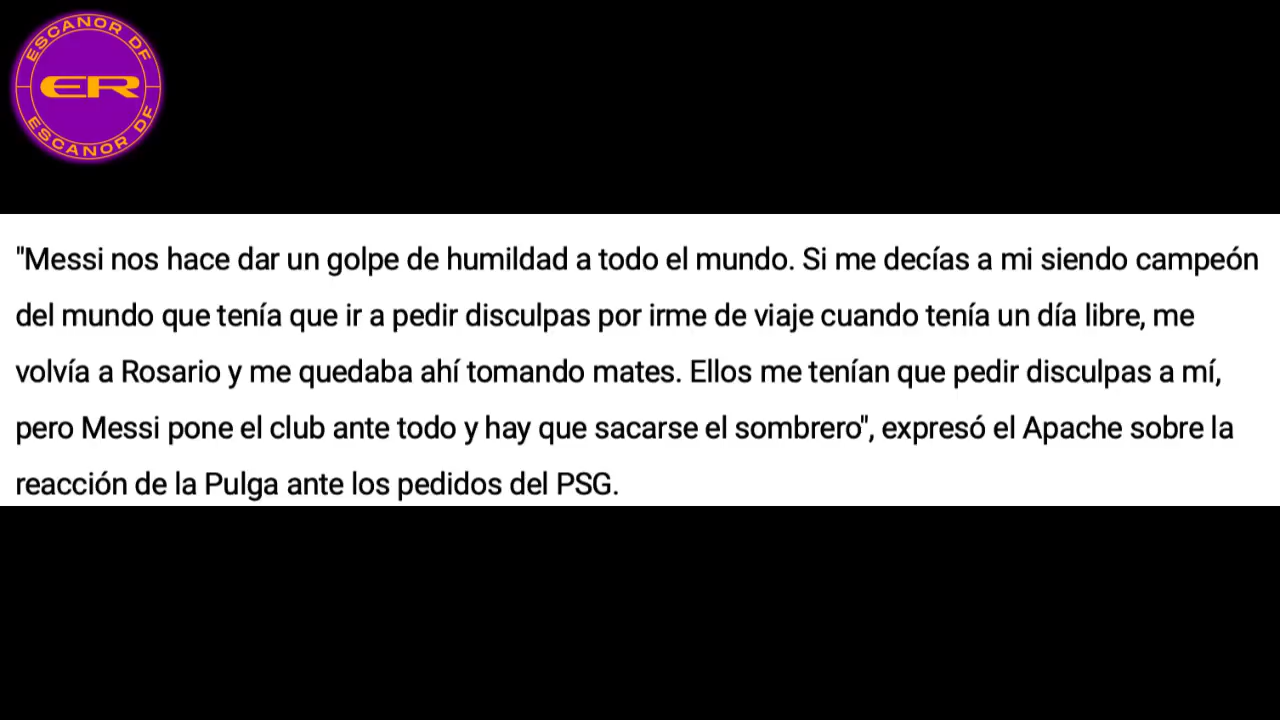 ESCANOR DF
ER
ESCANOR DF
"Messi nos hace dar un golpe de humildad a todo el mundo. Si me decías a mi siendo campeón
del mundo que tenía que ir a pedir disculpas por irme de viaje cuando tenía un día libre, me
volvía a Rosario y me quedaba ahí tomando mates. Ellos me tenían que pedir disculpas a mí,
pero Messi pone el club ante todo y hay que sacarse el sombrero", expresó el Apache sobre la
reacción de la Pulga ante los pedidos del PSG.